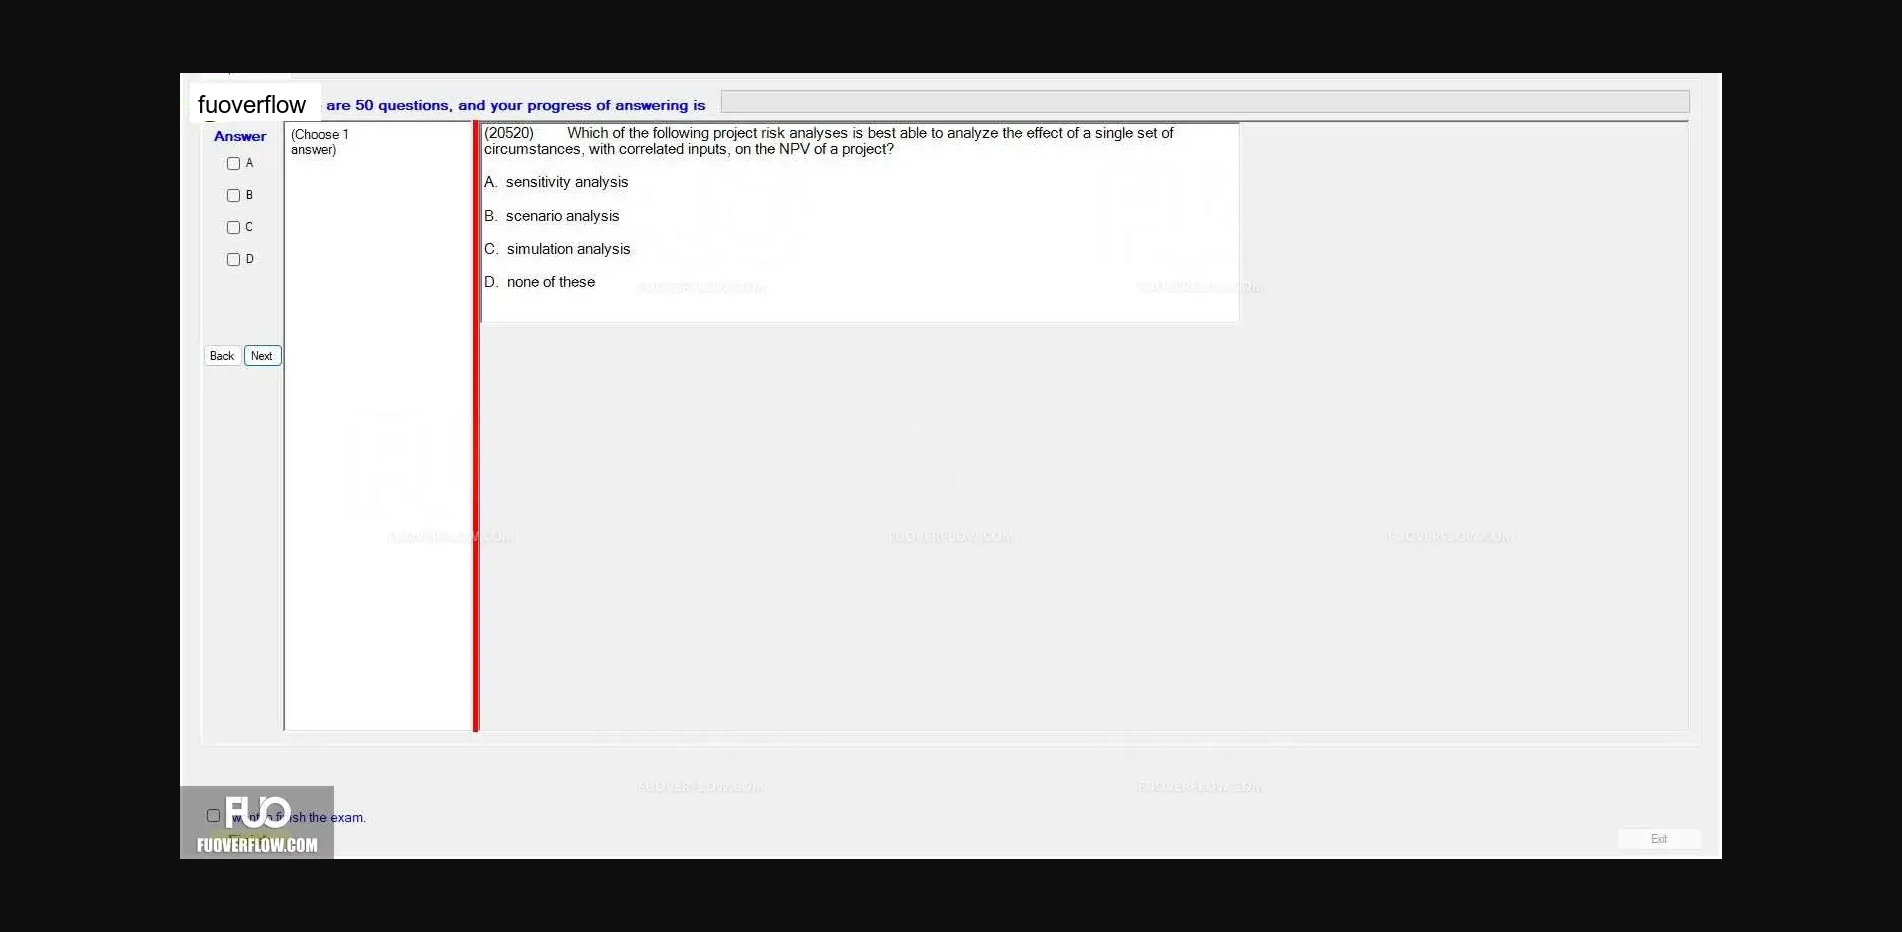 fuoverflow are 50 questions, and your progress of answering is
Answer
(Choose 1
answer)
A
B
C
D
Back Next
(20520) Which of the following project risk analyses is best able to analyze the effect of a single set of
circumstances, with correlated inputs, on the NPV of a project?
A. sensitivity analysis
B. scenario analysis
C. simulation analysis
D. none of these
FUOVERFLOW.COM FUOVERFLOW.COM
FUOVERFLOW.COM FUOVERFLOW.COM FUOVERFLOW.COM
FUOVERFLOW.COM FUOVERFLOW.COM
FUO
finish the exam.
FUOVERFLOW.COM
Exit